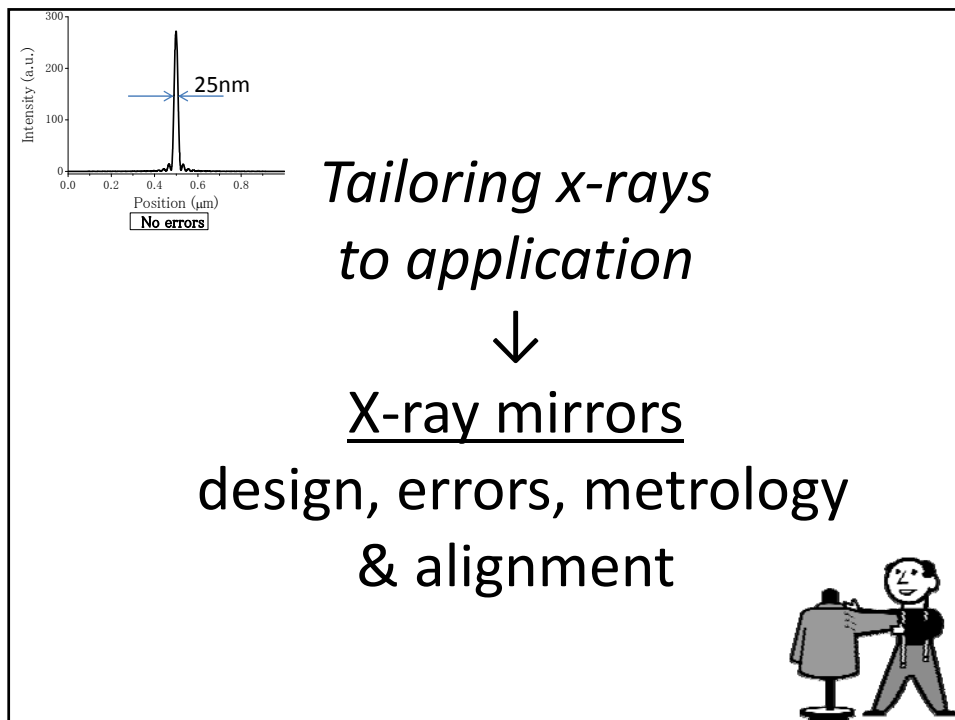 300
200
100
0
Intensity (a.u.)
25nm
0.0 0.2 0.4 0.6 0.8
Position (μm)
No errors
Tailoring x-rays
to application
↓
X-ray mirrors
design, errors, metrology
& alignment